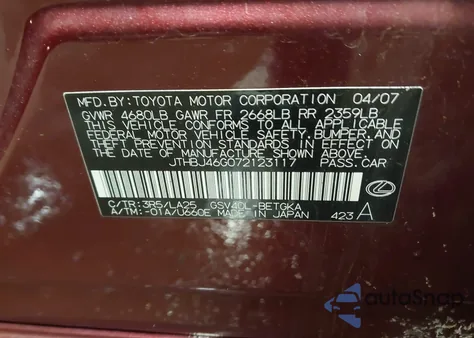 MFD.BY:TOYOTA MOTOR CORPORATION 04/07
GVWR 4680LB GAWR FR 2668LB RR 2359LB
THIS VEHICLE CONFORMS TO ALL APPLICABLE
FEDERAL MOTOR VEHICLE SAFETY, BUMPER, AND
THEFT PREVENTION STANDARDS IN EFFECT ON
THE DATE OF MANUFACTURE SHOWN ABOVE.
JTHBJ46G072123117 PASS.CAR
C/TR:3R5/LA25 GSV40L-BETGKA
A/TM:-01A/U660E MADE IN JAPAN 423 A
autoSnap